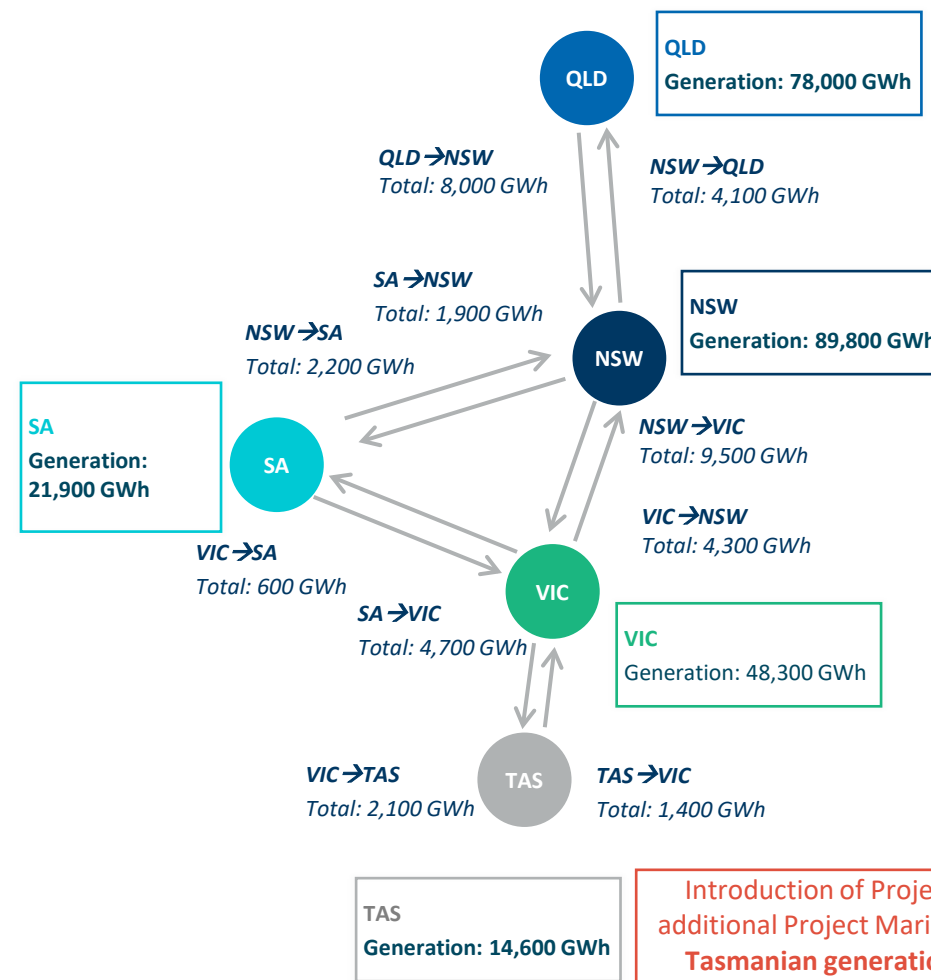 QLD
QLD
Generation: 78,000 GWh
QLD→NSW
Total: 8,000 GWh
NSW→QLD
Total: 4,100 GWh
SA→NSW
Total: 1,900 GWh
NSW→SA
Total: 2,200 GWh
NSW
NSW
Generation: 89,800 GWh
SA
Generation:
21,900 GWh
SA
NSW→VIC
Total: 9,500 GWh
VIC→NSW
Total: 4,300 GWh
VIC→SA
Total: 600 GWh
VIC
SA→VIC
Total: 4,700 GWh
VIC
Generation: 48,300 GWh
TAS
VIC→TAS
Total: 2,100 GWh
TAS→VIC
Total: 1,400 GWh
TAS
Generation: 14,600 GWh
Introduction of
additional Project
Tasmanian